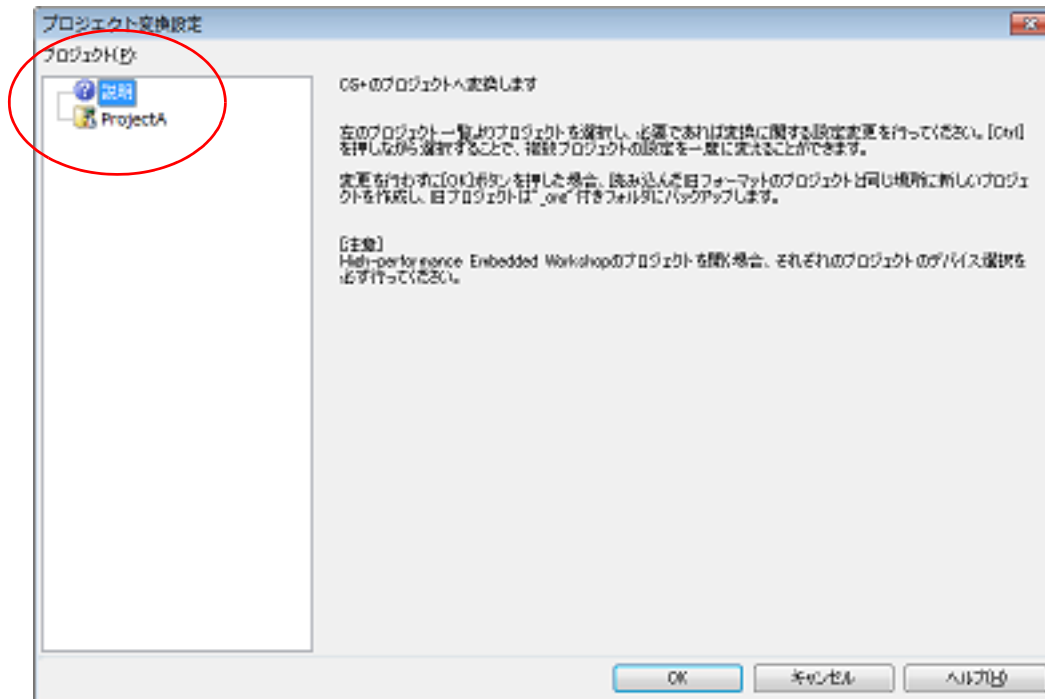 プロジェクト変換設定
プロジェクト(P):
説明
ProjectA
CS+のプロジェクトへ変換します
左のプロジェクト一覧よりプロジェクトを選択し、必要であれば変換に関する設定変更を行ってください。[Ctrl]
を押しながら選択することで、複数プロジェクトの設定を一度に変えることができます。
変更を行わずに[OK]ボタンを押した場合、読み込んだ旧フォーマットのプロジェクトと同じ場所に新しいプロジェ
クトを作成し、旧プロジェクトは"_org"付きフォルダにバックアップします。
[注意]
High-performance Embedded Workshopのプロジェクトを開く場合、それぞれのプロジェクトのデバイス選択を
必ず行ってください。
OK
キャンセル
ヘルプ(H)